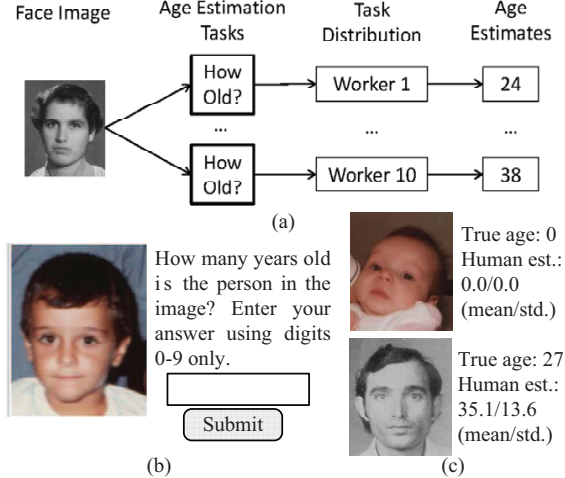 Face Image
Age Estimation
Tasks
Task
Distribution
Age
Estimates
How
Old?
Worker 1
24
...
...
...
How
Old?
Worker 10
38
(a)
How many years old
is the person in the
image? Enter your
answer using digits
0-9 only.
Submit
(b)
True age: 0
Human est.:
0.0/0.0
(mean/std.)
True age: 27
Human est.:
35.1/13.6
(mean/std.)
(c)